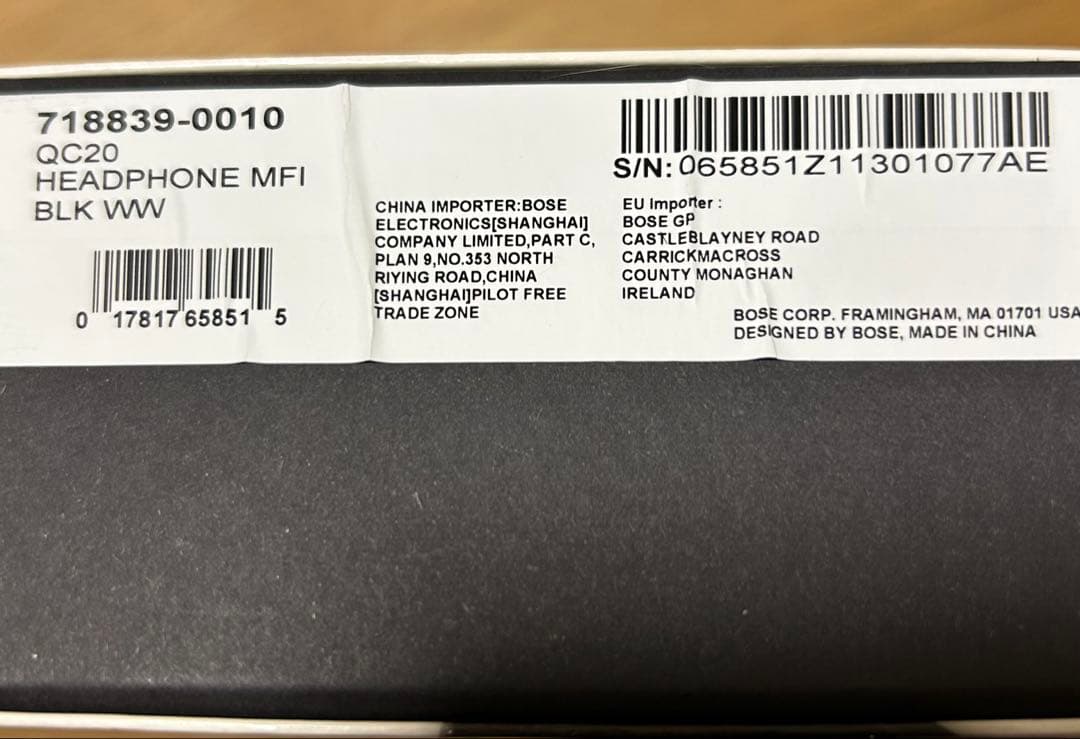 718839-0010
QC20
HEADPHONE MFI
BLK WW
0 17817 65851 5
CHINA IMPORTER:BOSE
ELECTRONICS[SHANGHAI]
COMPANY LIMITED,PART C,
PLAN 9,NO.353 NORTH
RIYING ROAD,CHINA
[SHANGHAI]PILOT FREE
TRADE ZONE
S/N: 065851Z11301077AE
EU Importer :
BOSE GP
CASTLEBLAYNEY ROAD
CARRICKMACROSS
COUNTY MONAGHAN
IRELAND
BOSE CORP. FRAMINGHAM, MA 01701 USA
DESIGNED BY BOSE, MADE IN CHINA